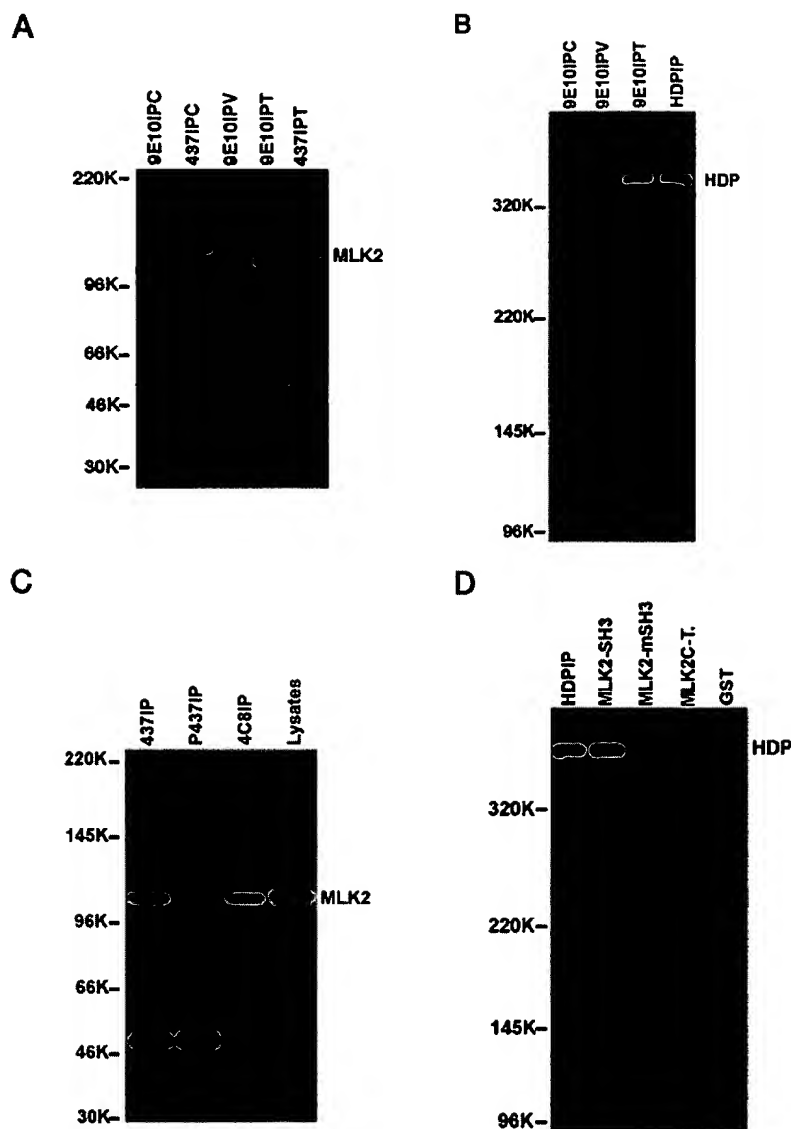 A
9E10IPC
437IPC
9E10IPV
9E10IPT
437IPT
220K-
96K-
66K-
46K-
30K-
MLK2
B
9E10IPC
9E10IPV
9E10IPT
HDPIP
320K-
220K-
145K-
96K-
HDP
C
437IP
P437IP
4C8IP
Lysates
220K-
145K-
96K-
66K-
46K-
30K-
MLK2
D
HDPIP
MLK2-SH3
MLK2-mSH3
MLK2C-T.
GST
320K-
220K-
145K-
96K-
HDP